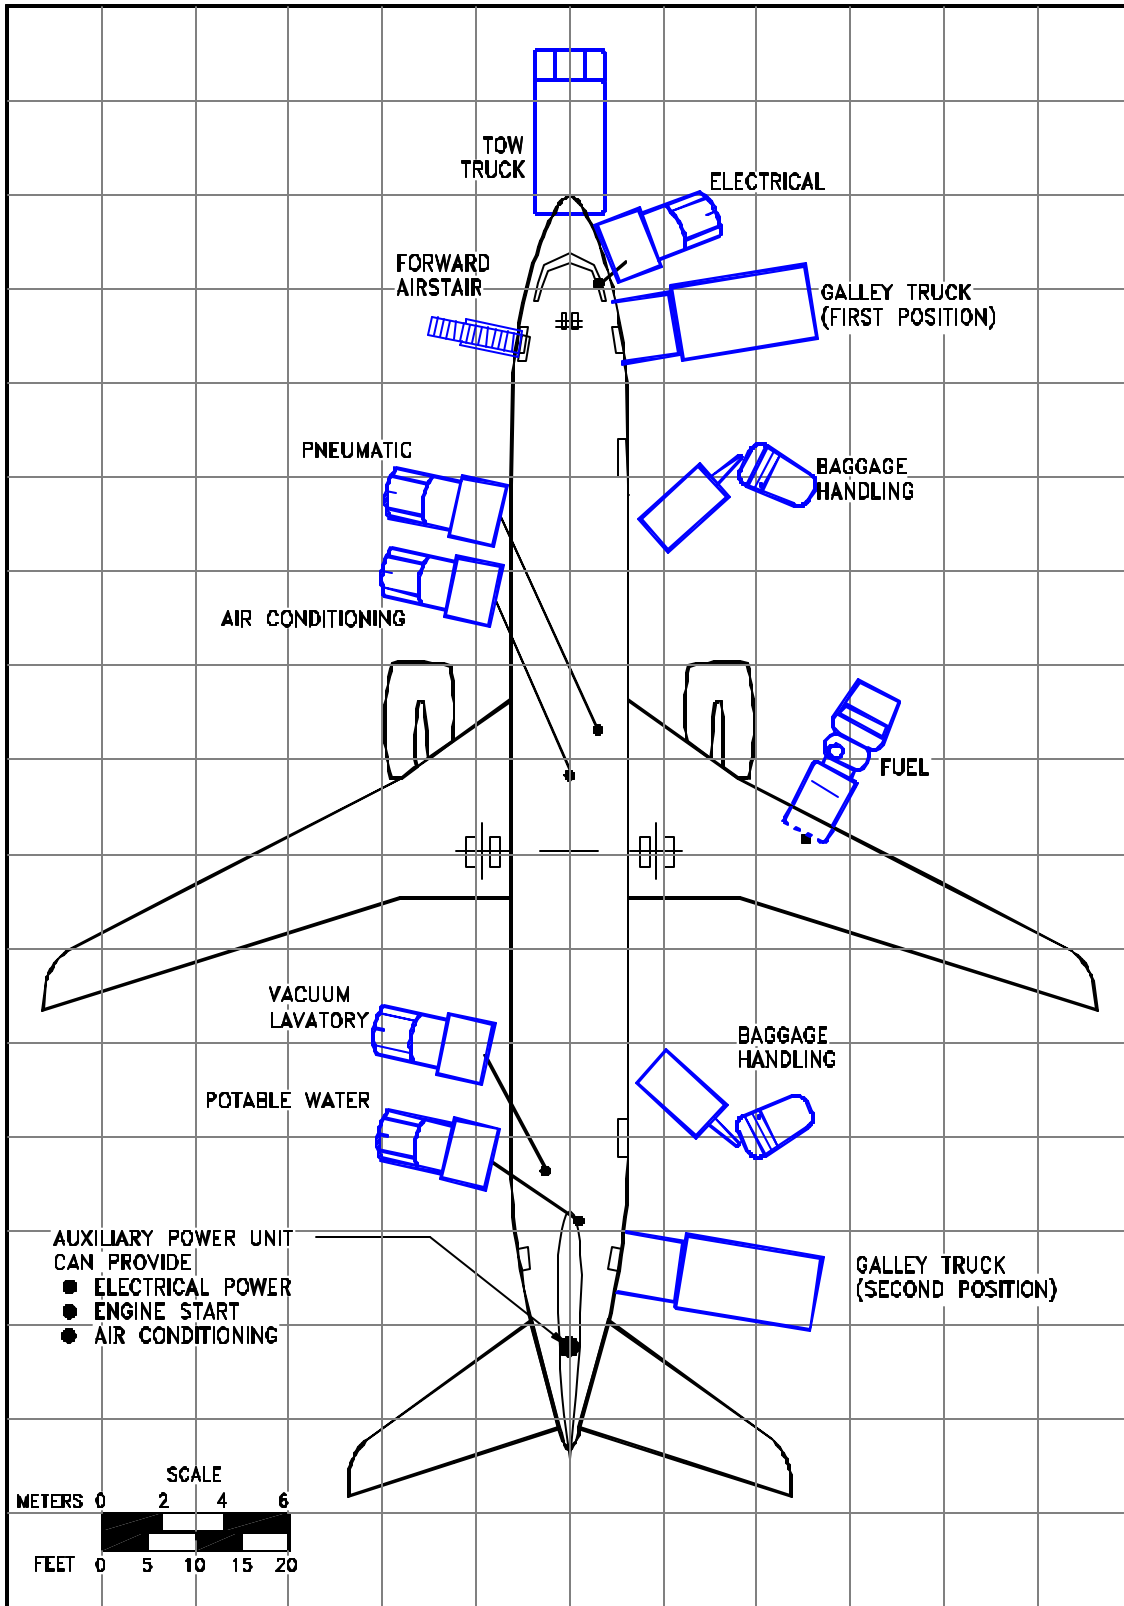 TOW
TRUCK
ELECTRICAL
FORWARD
AIRSTAIR
GALLEY TRUCK
(FIRST POSITION)
PNEUMATIC
BAGGAGE
HANDLING
AIR CONDITIONING
FUEL
VACUUM
LAVATORY
BAGGAGE
HANDLING
POTABLE WATER
AUXILIARY POWER UNIT
CAN PROVIDE
● ELECTRICAL POWER
● ENGINE START
● AIR CONDITIONING
GALLEY TRUCK
(SECOND POSITION)
SCALE
METERS 0 2 4 6
FEET 0 5 10 15 20